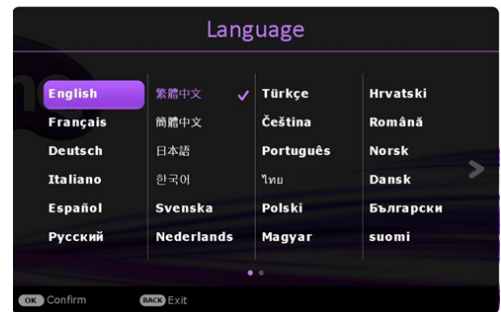 Language
English
Français
Deutsch
Italiano
Español
Русский
繁體中文
簡體中文
日本語
한국어
Svenska
Nederlands
Türkçe
Čeština
Português
ไทย
Polski
Magyar
Hrvatski
Română
Norsk
Dansk
Български
suomi
OK Confirm
BACK Exit